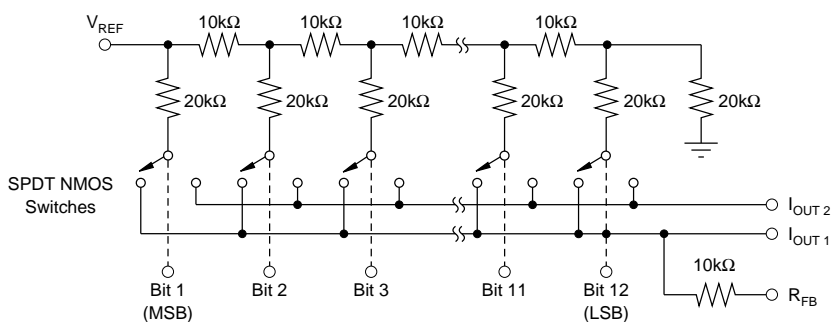 10kΩ 10kΩ 10kΩ 10kΩ
V_REF
20kΩ 20kΩ 20kΩ 20kΩ 20kΩ 20kΩ
SPDT NMOS
Switches
I_OUT 2
I_OUT 1
10kΩ
R_FB
Bit 1 Bit 2 Bit 3 Bit 11 Bit 12
(MSB) (LSB)